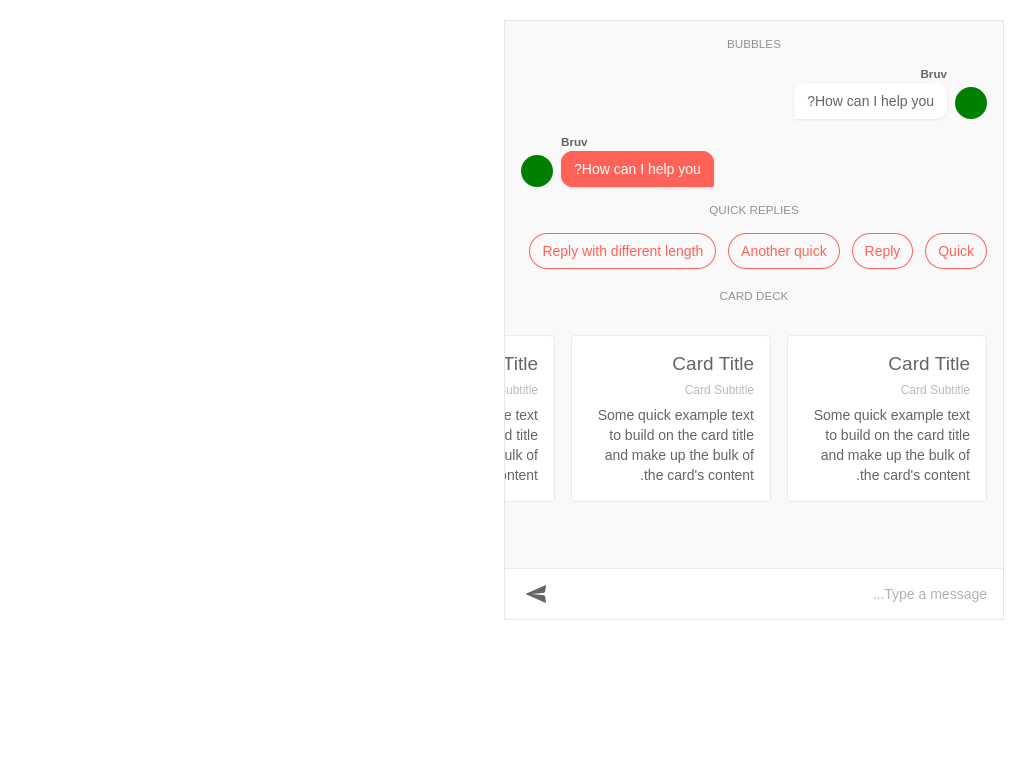 BUBBLES
Bruv
?How can I help you
Bruv
?How can I help you
QUICK REPLIES
Quick
Reply
Another quick
Reply with different length
CARD DECK
Card Title
Card Subtitle
Some quick example text
to build on the card title
and make up the bulk of
.the card's content
Card Title
Card Subtitle
Some quick example text
to build on the card title
and make up the bulk of
.the card's content
Title
text
title
of
...Type a message